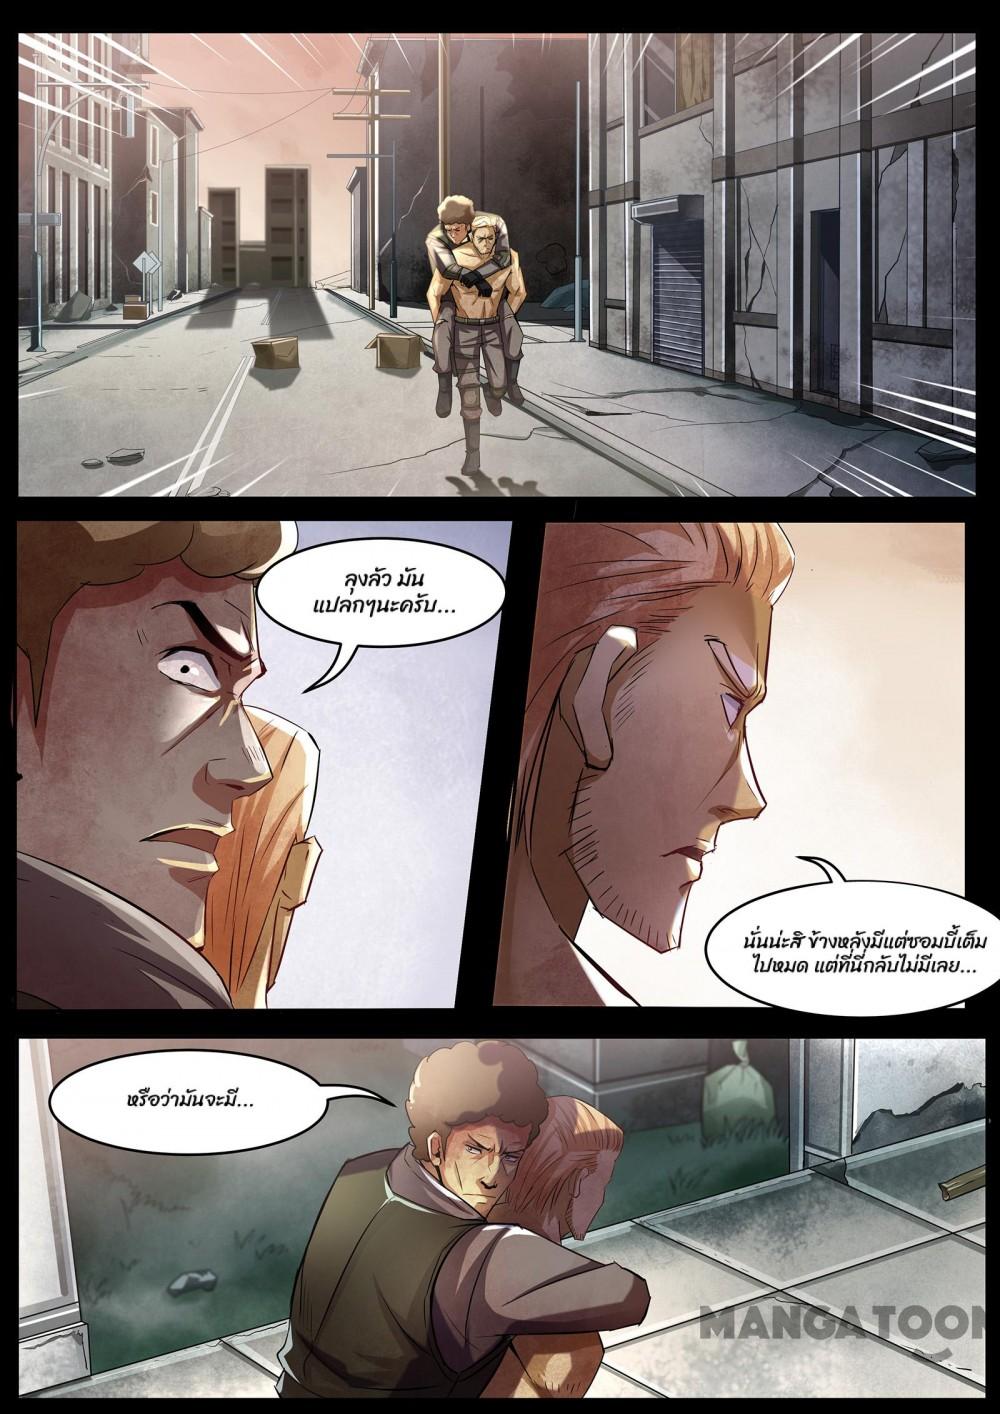 ลุงลัว มัน
แปลกๆนะครับ...
นั่นน่ะสิ ข้างหลังมีแต่ซอมบี้เต็ม
ไปหมด แต่ที่นี่กลับไม่มีเลย...
หรือว่ามันจะมี...
MANGATOON